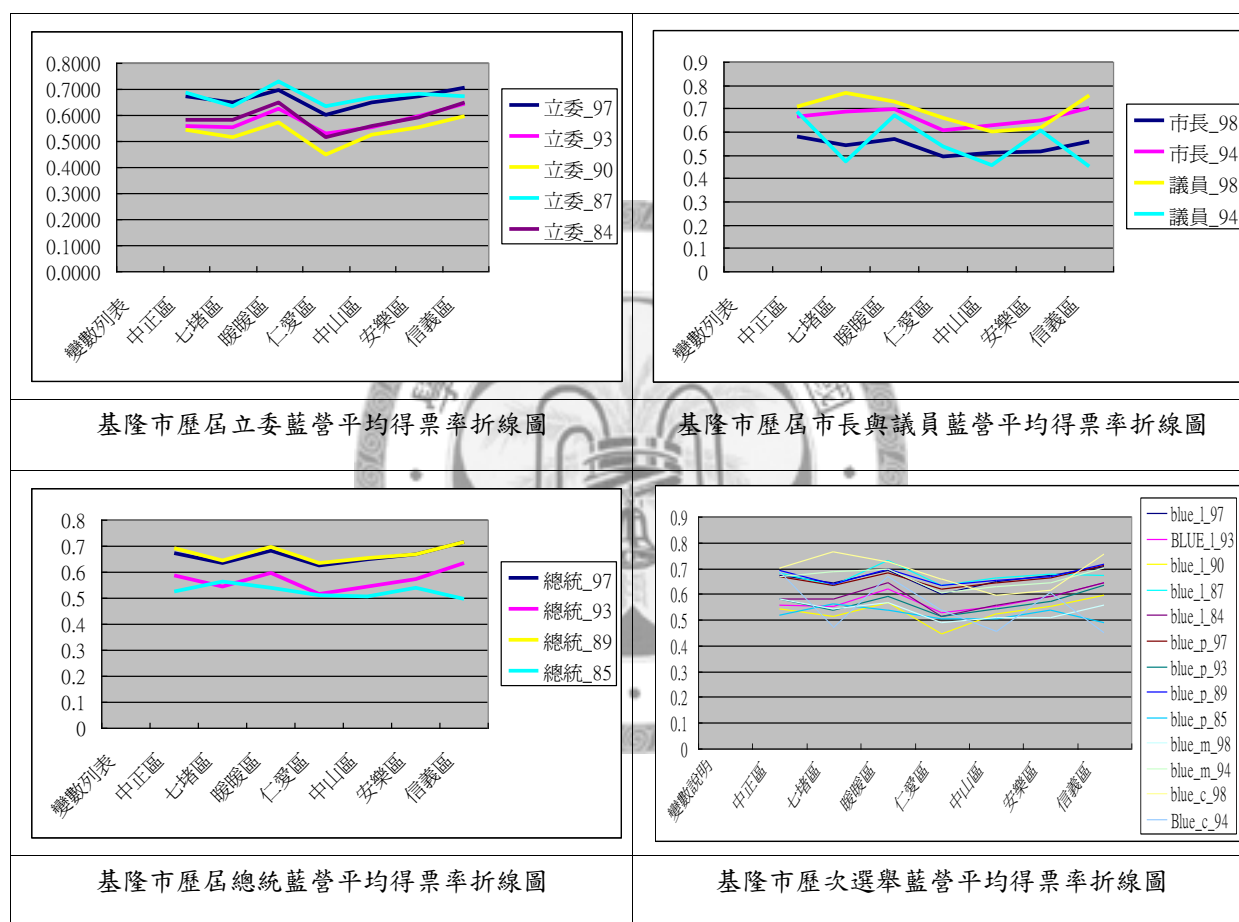 0.8000
0.7000
0.6000
0.5000
0.4000
0.3000
0.2000
0.1000
0.0000
變數列表
中正區
七堵區
暖暖區
仁愛區
中山區
安樂區
信義區
立委_97
立委_93
立委_90
立委_87
立委_84
基隆市歷屆立委藍營平均得票率折線圖
0.9
0.8
0.7
0.6
0.5
0.4
0.3
0.2
0.1
0
變數列表
中正區
七堵區
暖暖區
仁愛區
中山區
安樂區
信義區
市長_98
市長_94
議員_98
議員_94
基隆市歷屆市長與議員藍營平均得票率折線圖
0.8
0.7
0.6
0.5
0.4
0.3
0.2
0.1
0
變數列表
中正區
七堵區
暖暖區
仁愛區
中山區
安樂區
信義區
總統_97
總統_93
總統_89
總統_85
基隆市歷屆總統藍營平均得票率折線圖
0.9
0.8
0.7
0.6
0.5
0.4
0.3
0.2
0.1
0
變數說明
中正區
七堵區
暖暖區
仁愛區
中山區
安樂區
信義區
blue_l_97
BLUE_l_93
blue_l_90
blue_l_87
blue_l_84
blue_p_97
blue_p_93
blue_p_89
blue_p_85
blue_m_98
blue_m_94
blue_c_98
Blue_c_94
基隆市歷次選舉藍營平均得票率折線圖